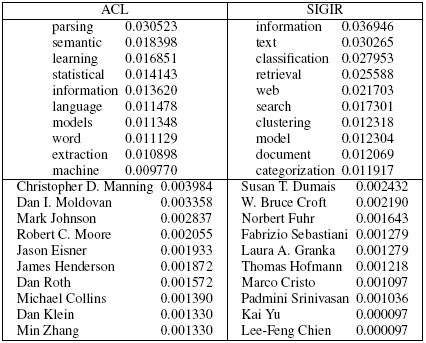 ACL SIGIR
parsing 0.030523 information 0.036946
semantic 0.018398 text 0.030265
learning 0.016851 classification 0.027953
statistical 0.014143 retrieval 0.025588
information 0.013620 web 0.021703
language 0.011478 search 0.017301
models 0.011348 clustering 0.012318
word 0.011129 model 0.012304
extraction 0.010898 document 0.012069
machine 0.009770 categorization 0.011917
Christopher D. Manning 0.003984 Susan T. Dumais 0.002432
Dan I. Moldovan 0.003358 W. Bruce Croft 0.002190
Mark Johnson 0.002837 Norbert Fuhr 0.001643
Robert C. Moore 0.002055 Fabrizio Sebastiani 0.001279
Jason Eisner 0.001933 Laura A. Granka 0.001279
James Henderson 0.001872 Thomas Hofmann 0.001218
Dan Roth 0.001572 Marco Cristo 0.001097
Michael Collins 0.001390 Padmini Srinivasan 0.001036
Dan Klein 0.001330 Kai Yu 0.000097
Min Zhang 0.001330 Lee-Feng Chien 0.000097